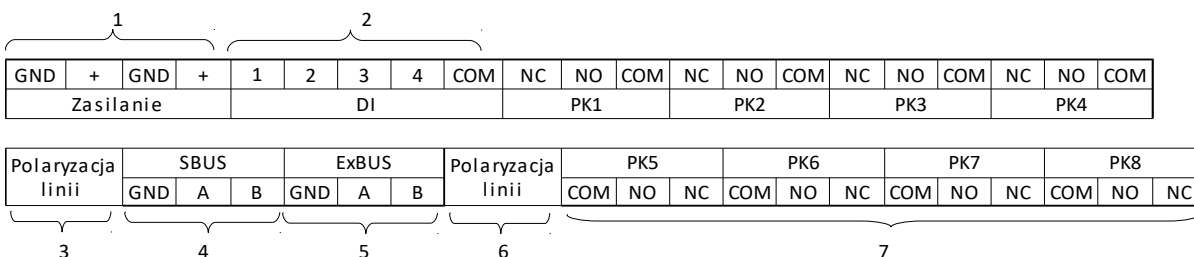 1 2
GND + GND + 1 2 3 4 COM NC NO COM NC NO COM NC NO COM NC NO COM
Zasilanie DI PK1 PK2 PK3 PK4
Polaryzacja linii SBUS ExBUS Polaryzacja linii PK5 PK6 PK7 PK8
GND A B GND A B COM NO NC COM NO NC COM NO NC COM NO NC
3 4 5 6 7